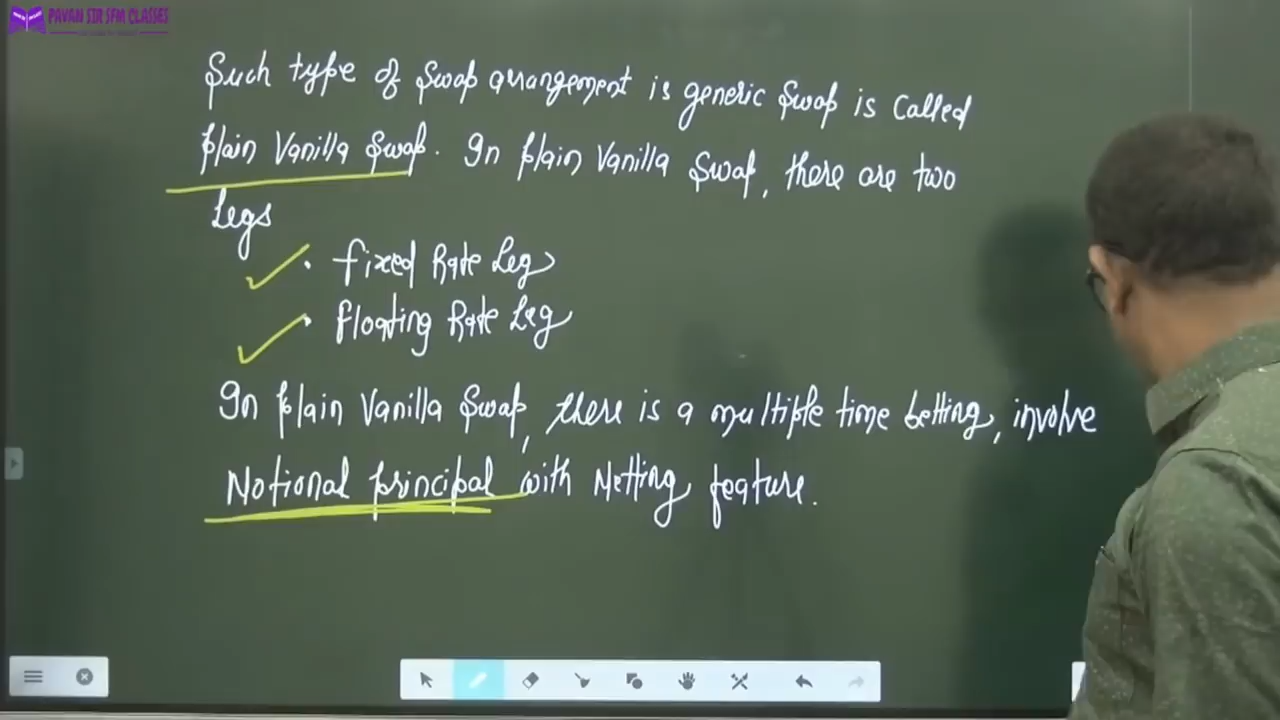 PAVAN SIR SFM CLASSES
Such type of Swap arrangement is generic Swap is Called
Plain Vanilla Swap. In Plain Vanilla Swap, there are two
Legs
• Fixed Rate Leg
• Floating Rate Leg
In Plain Vanilla Swap, there is a multiple time betting, involve
Notional principal with Netting feature.